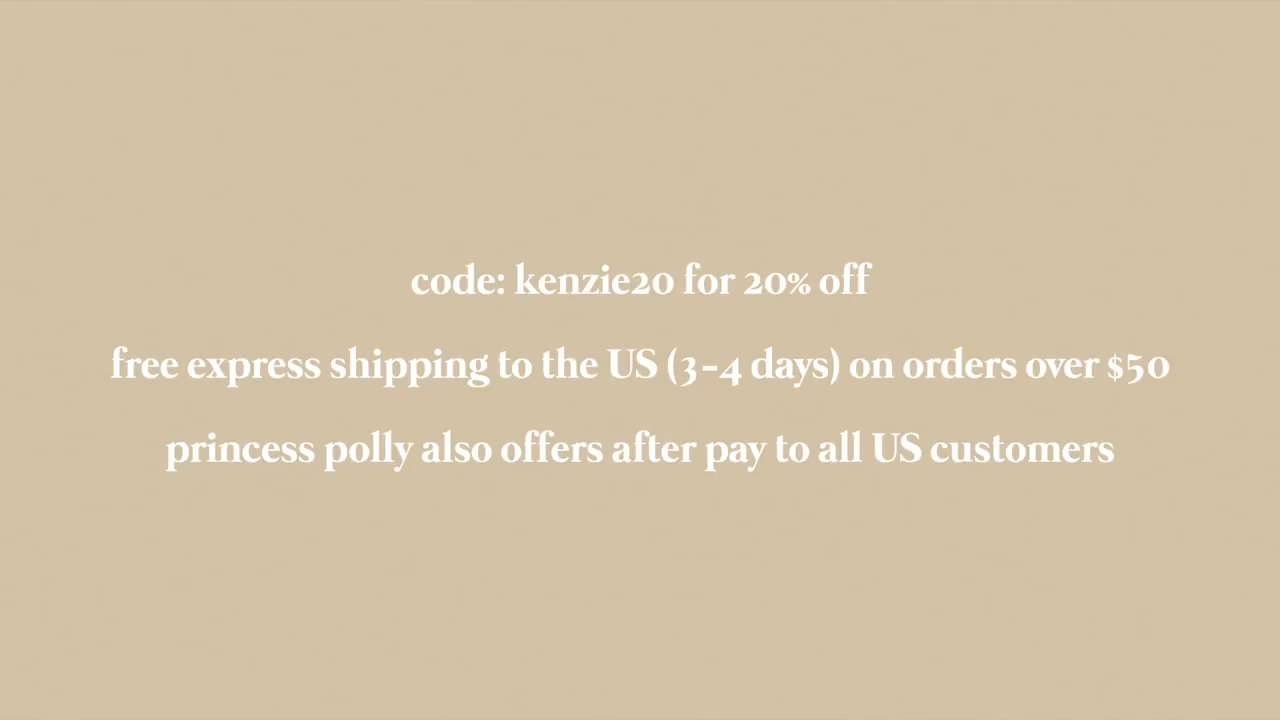 code: kenzie20 for 20% off
free express shipping to the US (3-4 days) on orders over $50
princess polly also offers after pay to all US customers